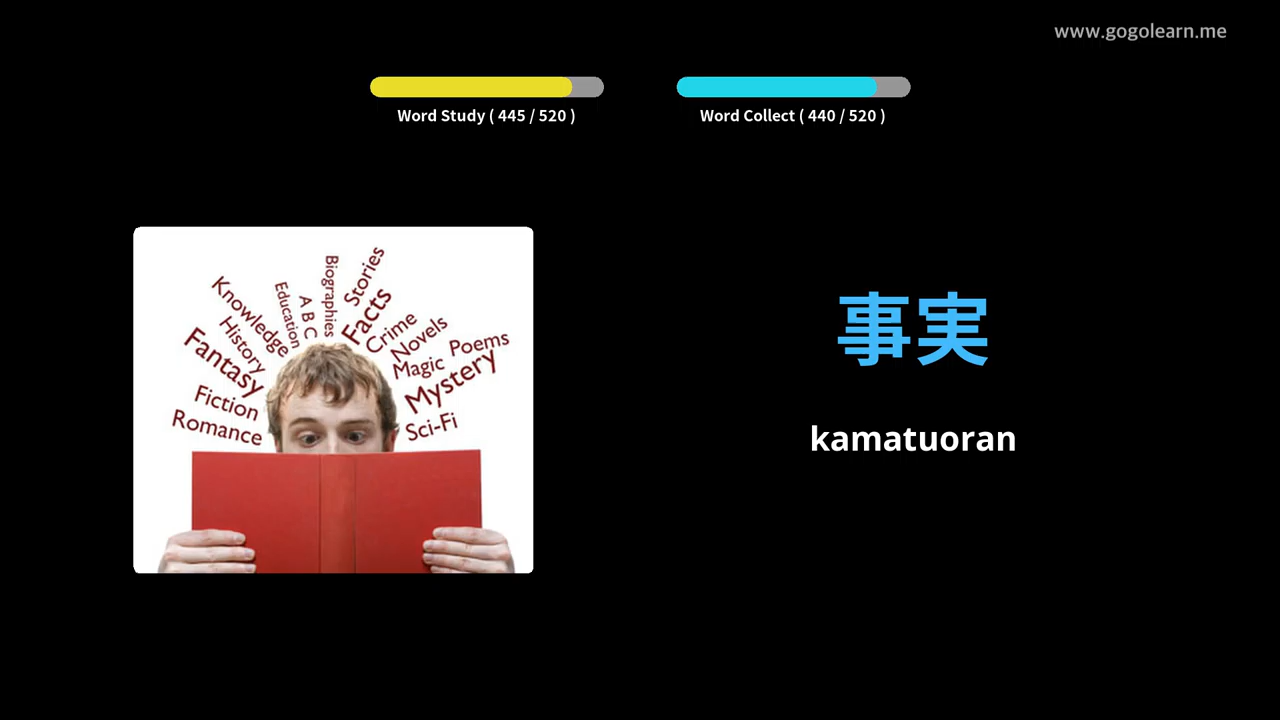 www.gogolearn.me
Word Study ( 445 / 520 )
Word Collect ( 440 / 520 )
Biographies
Stories
Education
A B C
Facts
Knowledge
Crime
History
Novels
Poems
Fantasy
Magic
Mystery
Fiction
Romance
Sci-Fi
事実
kamatuoran